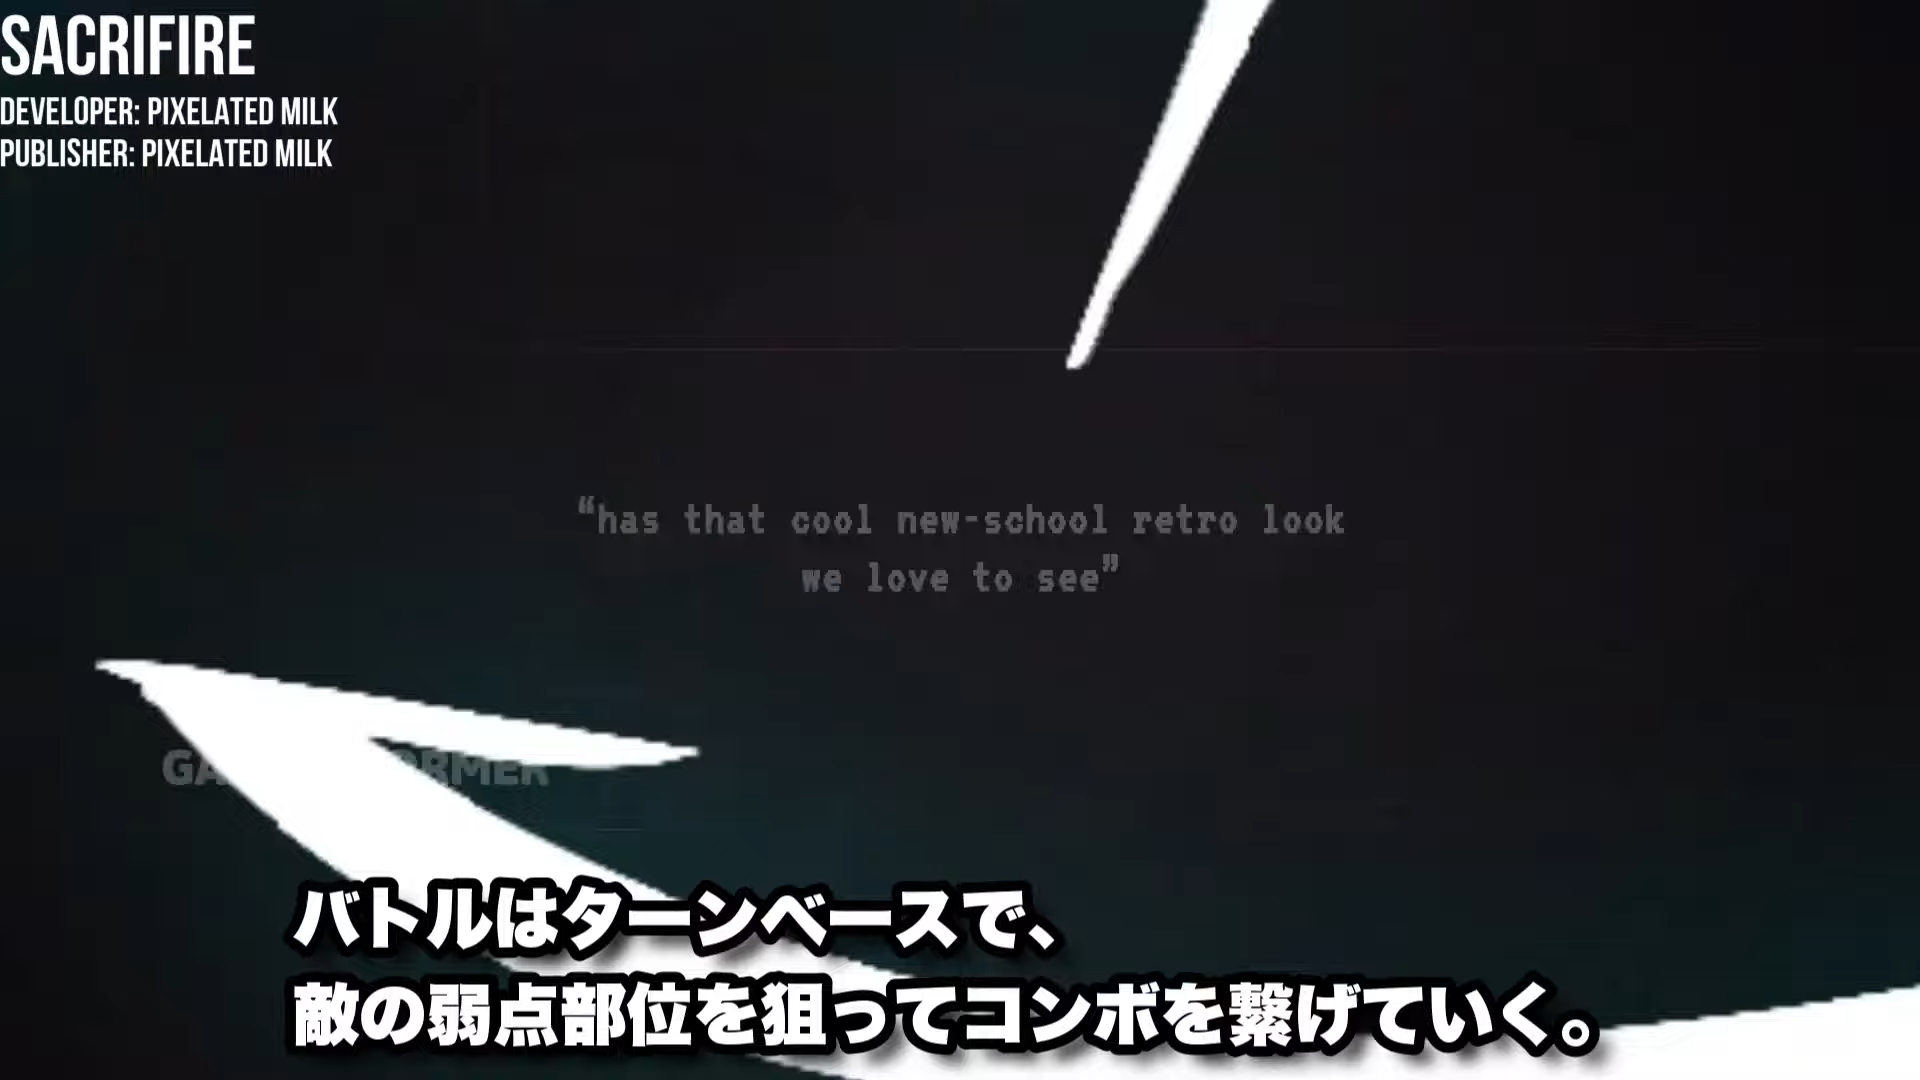 SACRIFIRE
DEVELOPER: PIXELATED MILK
PUBLISHER: PIXELATED MILK
“has that cool new-school retro look
we love to see”
バトルはターンベースで、
敵の弱点部位を狙ってコンボを繋げていく。